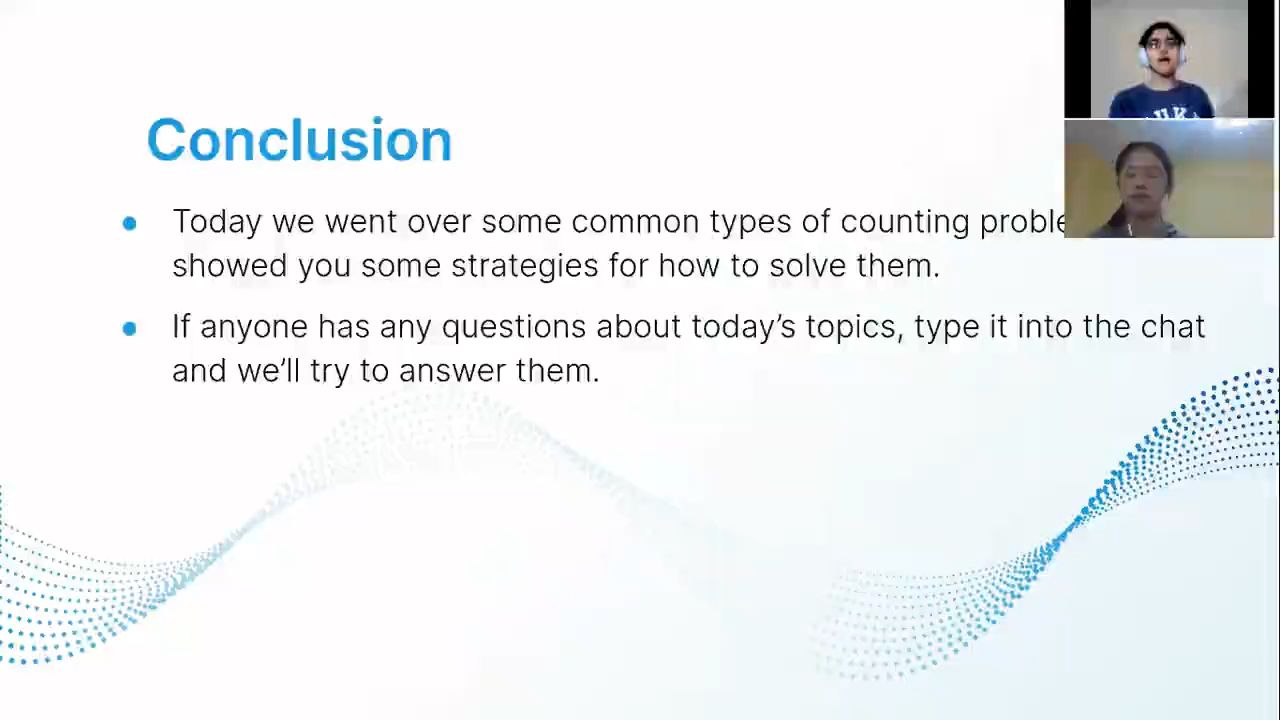 Conclusion
Today we went over some common types of counting
showed you some strategies for how to solve them.
If anyone has any questions about today's topics, type it into the chat
and we'll try to answer them.